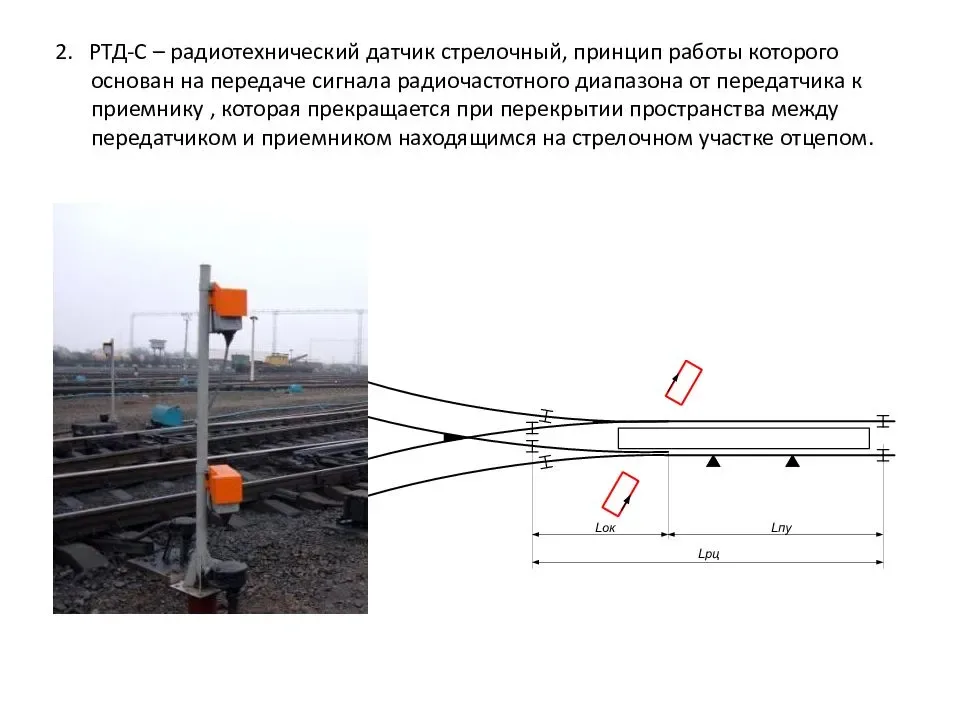 2. РТД-С – радиотехнический датчик стрелочный, принцип работы которого
основан на передаче сигнала радиочастотного диапазона от передатчика к
приемнику , которая прекращается при перекрытии пространства между
передатчиком и приемником находящимся на стрелочном участке отцепом.
Lок
Lпу
Lрц